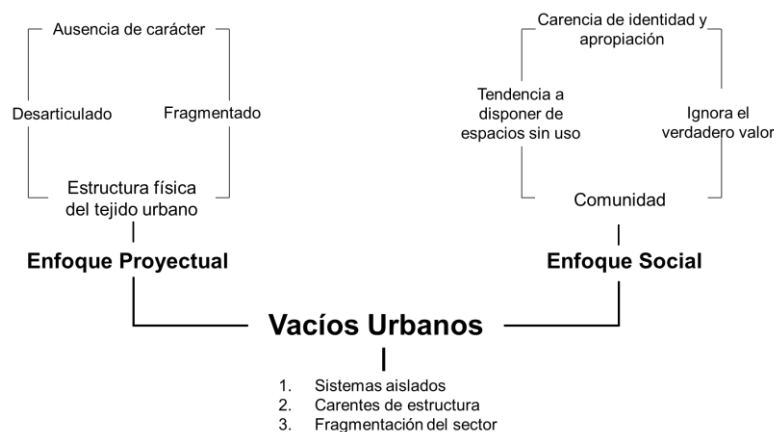 Ausencia de carácter
Desarticulado
Fragmentado
Estructura física
del tejido urbano
Enfoque Proyectual
Carencia de identidad y
apropiación
Tendencia a
disponer de
espacios sin uso
Ignora el
verdadero valor
Comunidad
Enfoque Social
Vacíos Urbanos
1. Sistemas aislados
2. Carentes de estructura
3. Fragmentación del sector